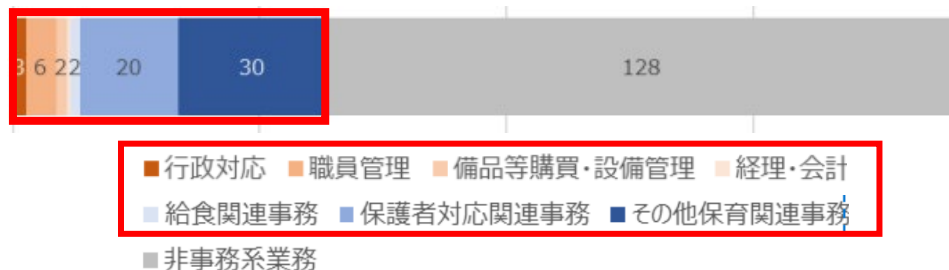 3 6 2 2 20 30 128
■行政対応 ■職員管理 ■備品等購買・設備管理 ■経理・会計
■給食関連事務 ■保護者対応関連事務 ■その他保育関連事務
■非事務系業務